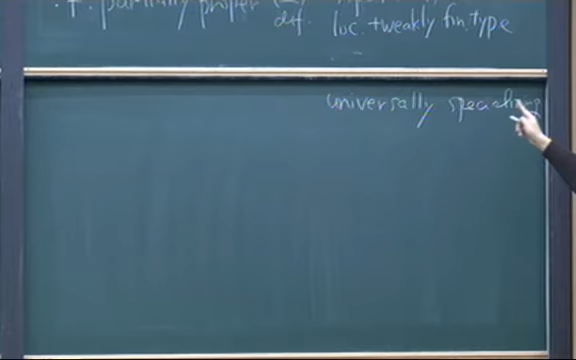 . f. partially proper
def.
loc. +weakly fin. type
universally specializing